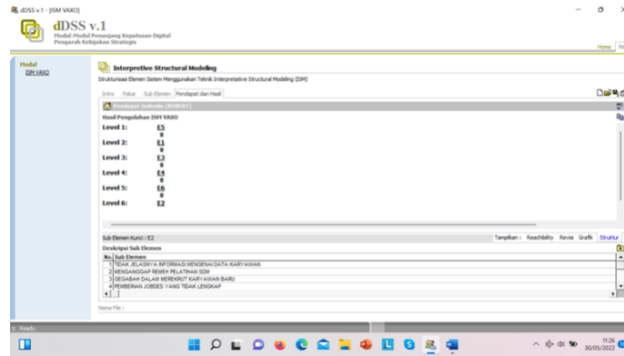 dDSS v.1 - [ISM VAXO]
dDSS v.1
Modul-Modul Penunjang Keputusan Digital
Pengarah Kebijakan Strategis
Home
Modul
ISM VAXO
Interpretive Structural Modeling
Strukturisasi Elemen Sistem Menggunakan Teknik Interpretative Structural Modeling (ISM)
Intro Pakar Sub Elemen Pendapat dan Hasil
Pendapat Individu (ROBERT)
Hasil Pengolahan ISM VAXO
Level 1: E5
Level 2: E1
Level 3: E3
Level 4: E4
Level 5: E6
Level 6: E2
Sub Elemen Kunci : E2
Tampilkan : Reachbility Revisi Grafik Struktur
Deskripsi Sub Elemen
No. Sub Elemen
1 TIDAK JELASNYA INFORMASI MENGENAI DATA KARYAWAN
2 MENGANGGAP REMEH PELATIHAN SDM
3 GEGABAH DALAM MEREKRUT KARYAWAN BARU
4 PEMBERIAN JOBDES YANG TIDAK LENGKAP
Nama File :
Ready
11:26
30/05/2022